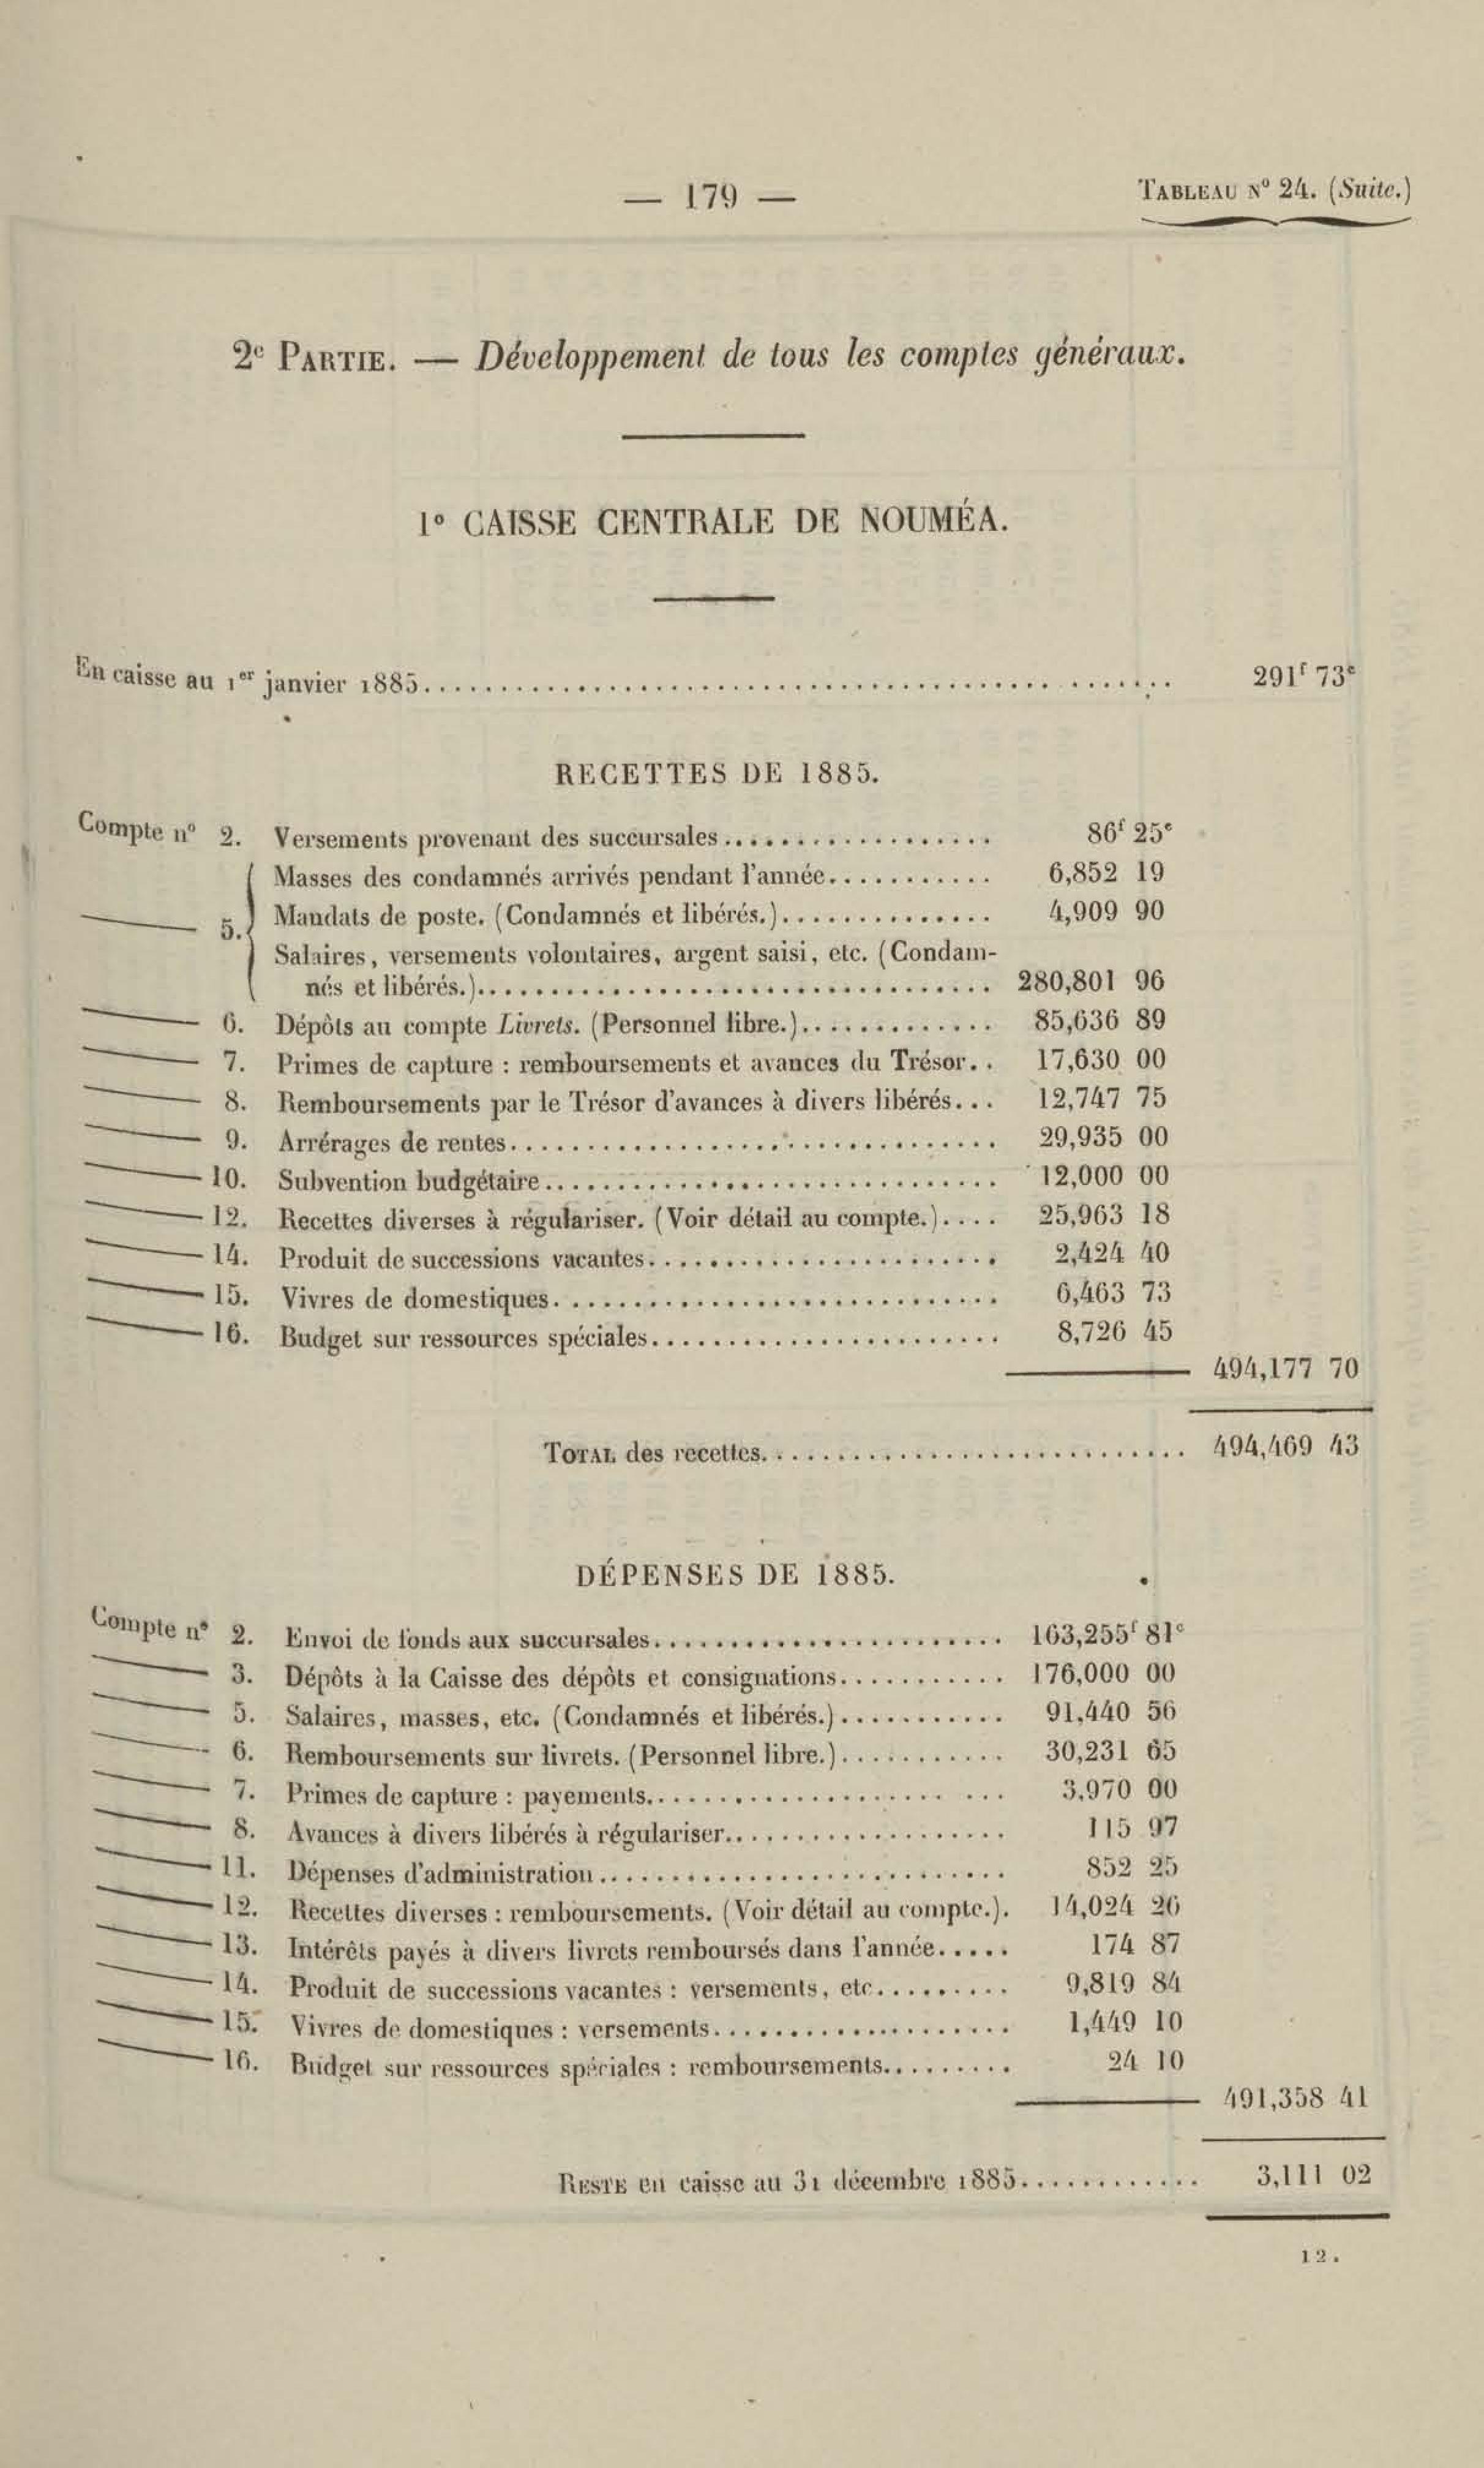 — 179 —
TABLEAU N° 24. (Suite.)
2e PARTIE. — Développement de tous les comptes généraux.
1° CAISSE CENTRALE DE NOUMÉA.
En caisse au 1er janvier 1885.......... 291f 73c
RECETTES DE 1885.
Compte n° 2. Versements provenant des succursales.......... 86f 25c
Masses des condamnés arrivés pendant l'année.......... 6,852 19
— 5. Mandats de poste. (Condamnés et libérés.).......... 4,909 90
Salaires, versements volontaires, argent saisi, etc. (Condam-
nés et libérés.).......... 280,801 96
— 6. Dépôts au compte Livrets. (Personnel libre.).......... 85,636 89
— 7. Primes de capture : remboursements et avances du Trésor.. 17,630 00
— 8. Remboursements par le Trésor d'avances à divers libérés... 12,747 75
— 9. Arrérages de rentes.......... 29,935 00
— 10. Subvention budgétaire.......... 12,000 00
— 12. Recettes diverses à régulariser. (Voir détail au compte.).... 25,963 18
— 14. Produit de successions vacantes.......... 2,424 40
— 15. Vivres de domestiques.......... 6,463 73
— 16. Budget sur ressources spéciales.......... 8,726 45
494,177 70
TOTAL des recettes.......... 494,469 43
DÉPENSES DE 1885.
Compte n° 2. Envoi de fonds aux succursales.......... 163,255f 81c
— 3. Dépôts à la Caisse des dépôts et consignations.......... 176,000 00
— 5. Salaires, masses, etc. (Condamnés et libérés.).......... 91,440 56
— 6. Remboursements sur livrets. (Personnel libre.).......... 30,231 65
— 7. Primes de capture : payements.......... 3,970 00
— 8. Avances à divers libérés à régulariser.......... 115 97
— 11. Dépenses d'administration.......... 852 25
— 12. Recettes diverses : remboursements. (Voir détail au compte.). 14,024 26
— 13. Intérêts payés à divers livrets remboursés dans l'année..... 174 87
— 14. Produit de successions vacantes : versements, etc.......... 9,819 84
— 15. Vivres de domestiques : versements.......... 1,449 10
— 16. Budget sur ressources spéciales : remboursements.......... 24 10
491,358 41
RESTE en caisse au 31 décembre 1885.......... 3,111 02
12.